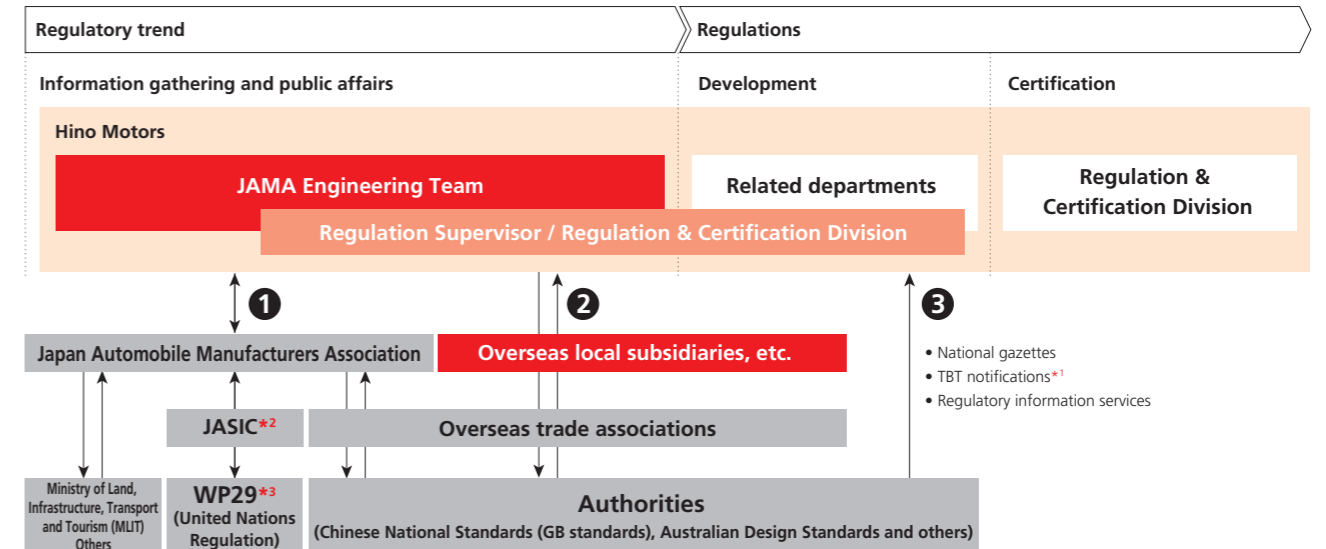 Regulatory trend
Regulations
Information gathering and public affairs
Development
Certification
Hino Motors
JAMA Engineering Team
Related departments
Regulation &
Certification Division
Regulation Supervisor / Regulation & Certification Division
1
2
3
Japan Automobile Manufacturers Association
Overseas local subsidiaries, etc.
• National gazettes
• TBT notifications*1
• Regulatory information services
JASIC*2
Overseas trade associations
Ministry of Land,
Infrastructure, Transport
and Tourism (MLIT)
Others
WP29*3
(United Nations
Regulation)
Authorities
(Chinese National Standards (GB standards), Australian Design Standards and others)